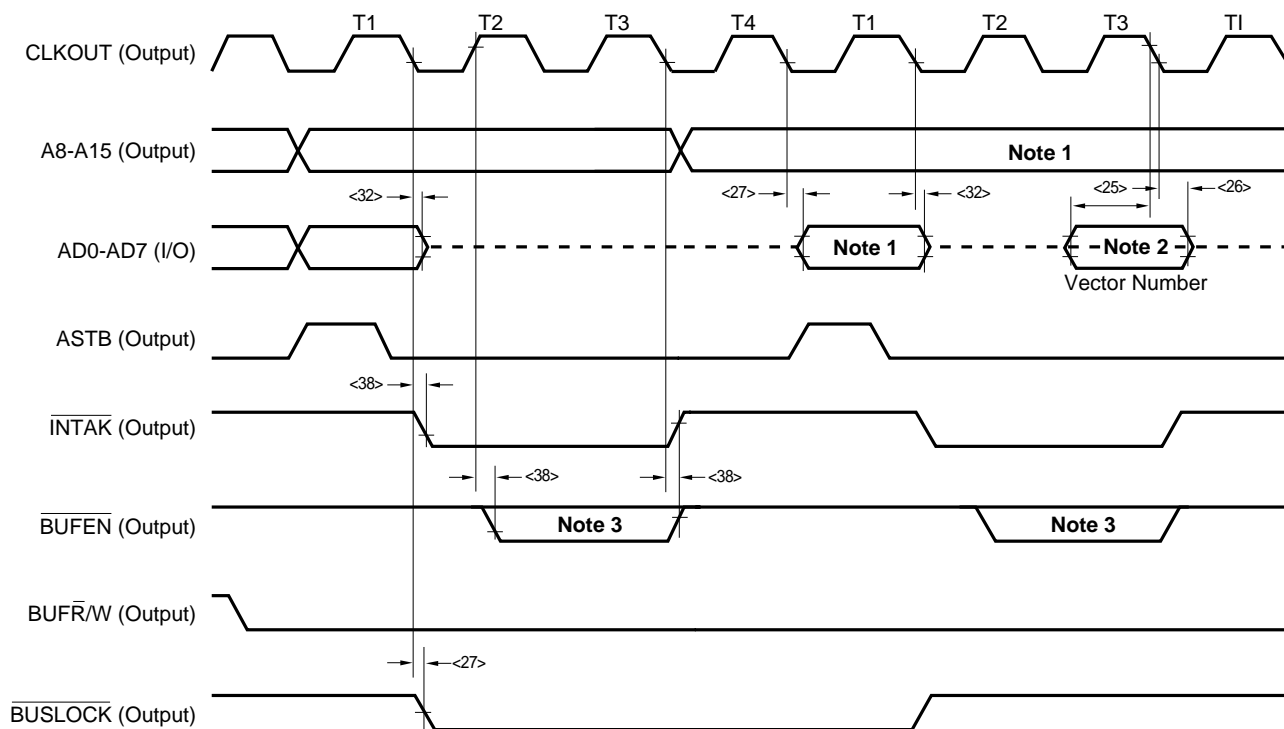 T1 T2 T3 T4 T1 T2 T3 TI
CLKOUT (Output)
A8-A15 (Output)
Note 1
<32> <27> <32> <25> <26>
AD0-AD7 (I/O)
Note 1
Note 2
Vector Number
ASTB (Output)
<38>
INTAK (Output)
<38> <38>
BUFEN (Output)
Note 3
Note 3
BUFR̅/W (Output)
<27>
BUSLOCK (Output)